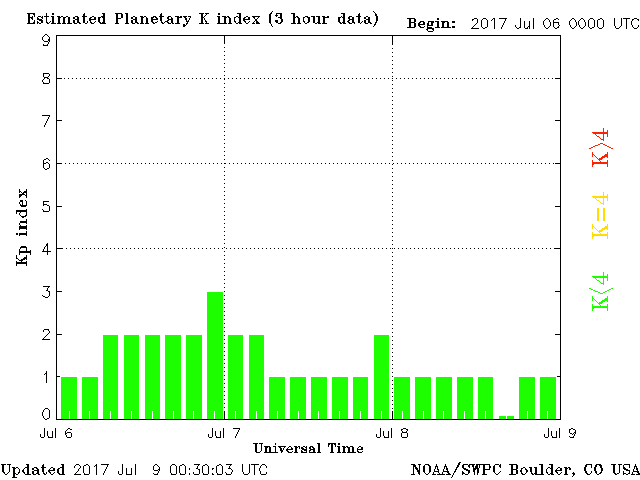 Estimated Planetary K index (3 hour data)
Begin: 2017 Jul 06 0000 UTC
9
8
7
6
5
4
3
2
1
0
Kp index
K>4
K=4
K<4
Jul 6
Jul 7
Jul 8
Jul 9
Universal Time
Updated 2017 Jul 9 00:30:03 UTC
NOAA/SWPC Boulder, CO USA